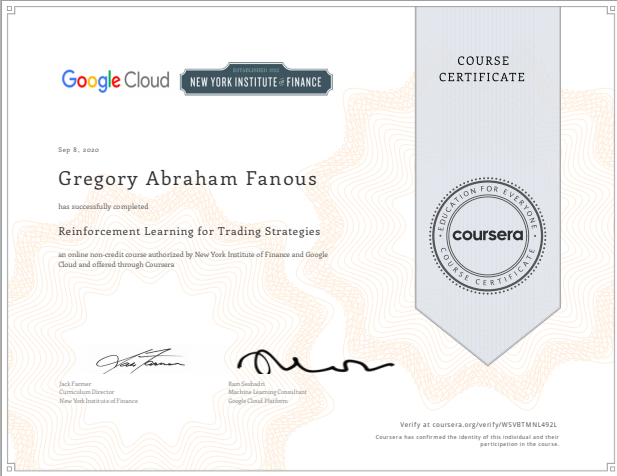 Google Cloud
ESTABLISHED 1922
NEW YORK INSTITUTE OF FINANCE
COURSE
CERTIFICATE
Sep 8, 2020
Gregory Abraham Fanous
has successfully completed
Reinforcement Learning for Trading Strategies
an online non-credit course authorized by New York Institute of Finance and Google
Cloud and offered through Coursera
EDUCATION FOR EVERYONE
coursera
COURSE CERTIFICATE
Jack Farmer
Curriculum Director
New York Institute of Finance
Ram Seshadri
Machine Learning Consultant
Google Cloud Platform
Verify at coursera.org/verify/WSVBTMNL492L
Coursera has confirmed the identity of this individual and their
participation in the course.